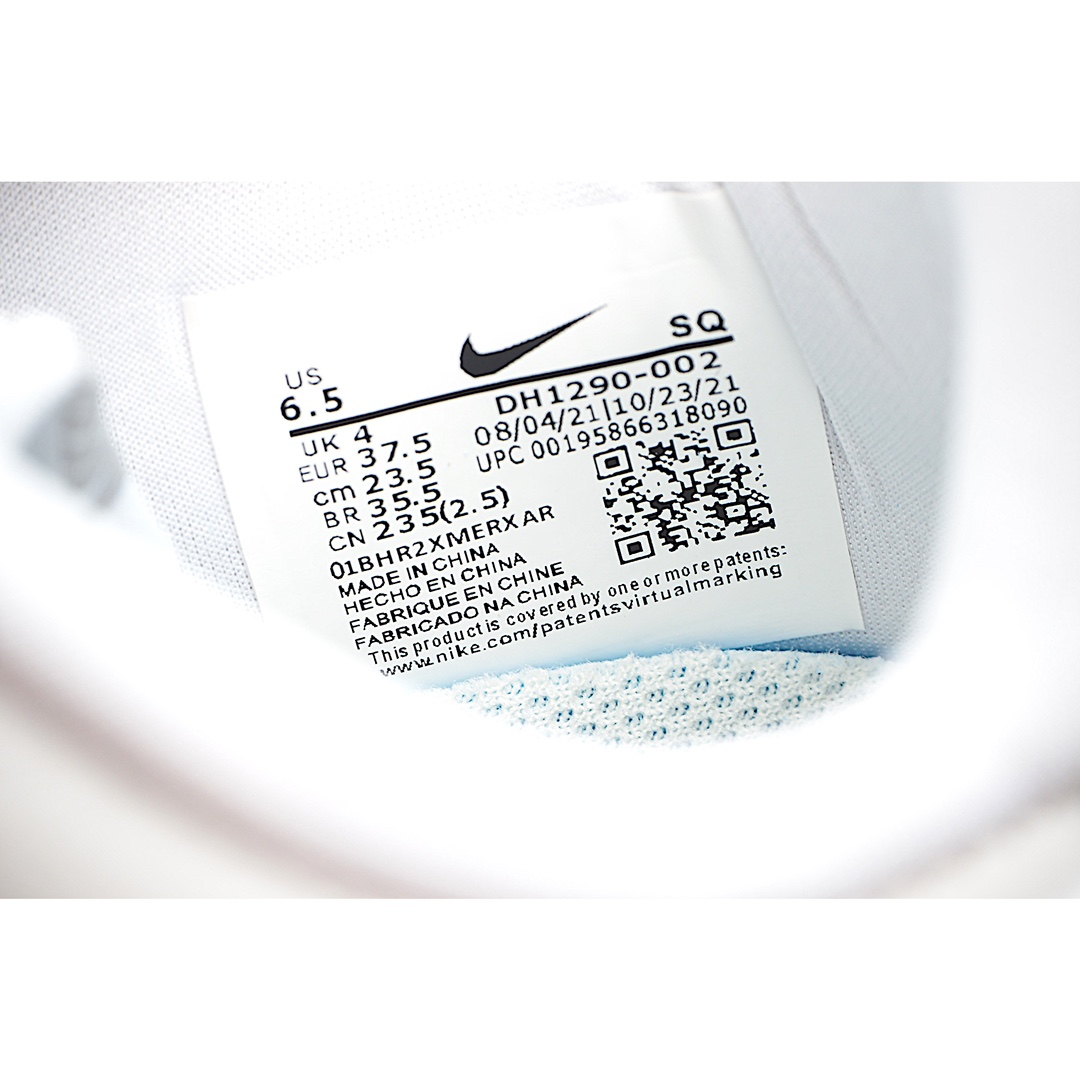 US
6.5
SQ
UK 4
EUR 37.5
cm 23.5
BR 35.5
CN 235(2.5)
DH1290-002
08/04/21|10/23/21
UPC 00195866318090
01BHR2XMERXAR
MADE IN CHINA
HECHO EN CHINA
FABRIQUE EN CHINE
FABRICADO NA CHINA
This product is covered by one or more patents:
www.nike.com/patentsvirtualmarking